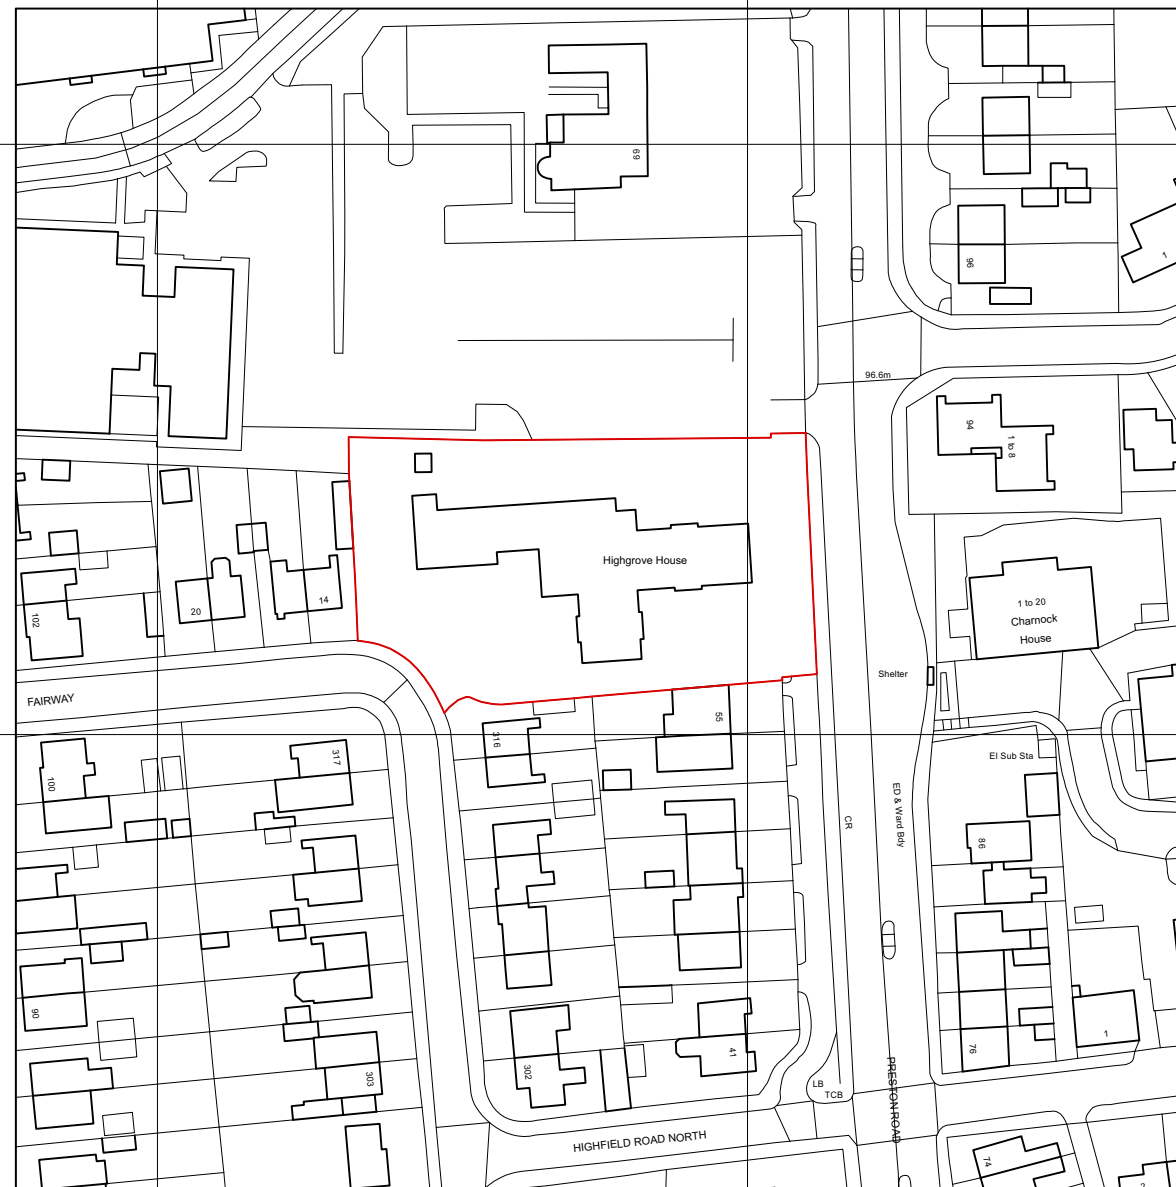 69
96
1
96.6m
94
1 to 8
Highgrove House
14
20
102
1 to 20
Charnock
House
Shelter
FAIRWAY
55
316
317
100
El Sub Sta
ED & Ward Bdy
CR
86
90
41
302
303
76
1
LB
TCB
PRESTON ROAD
HIGHFIELD ROAD NORTH
74